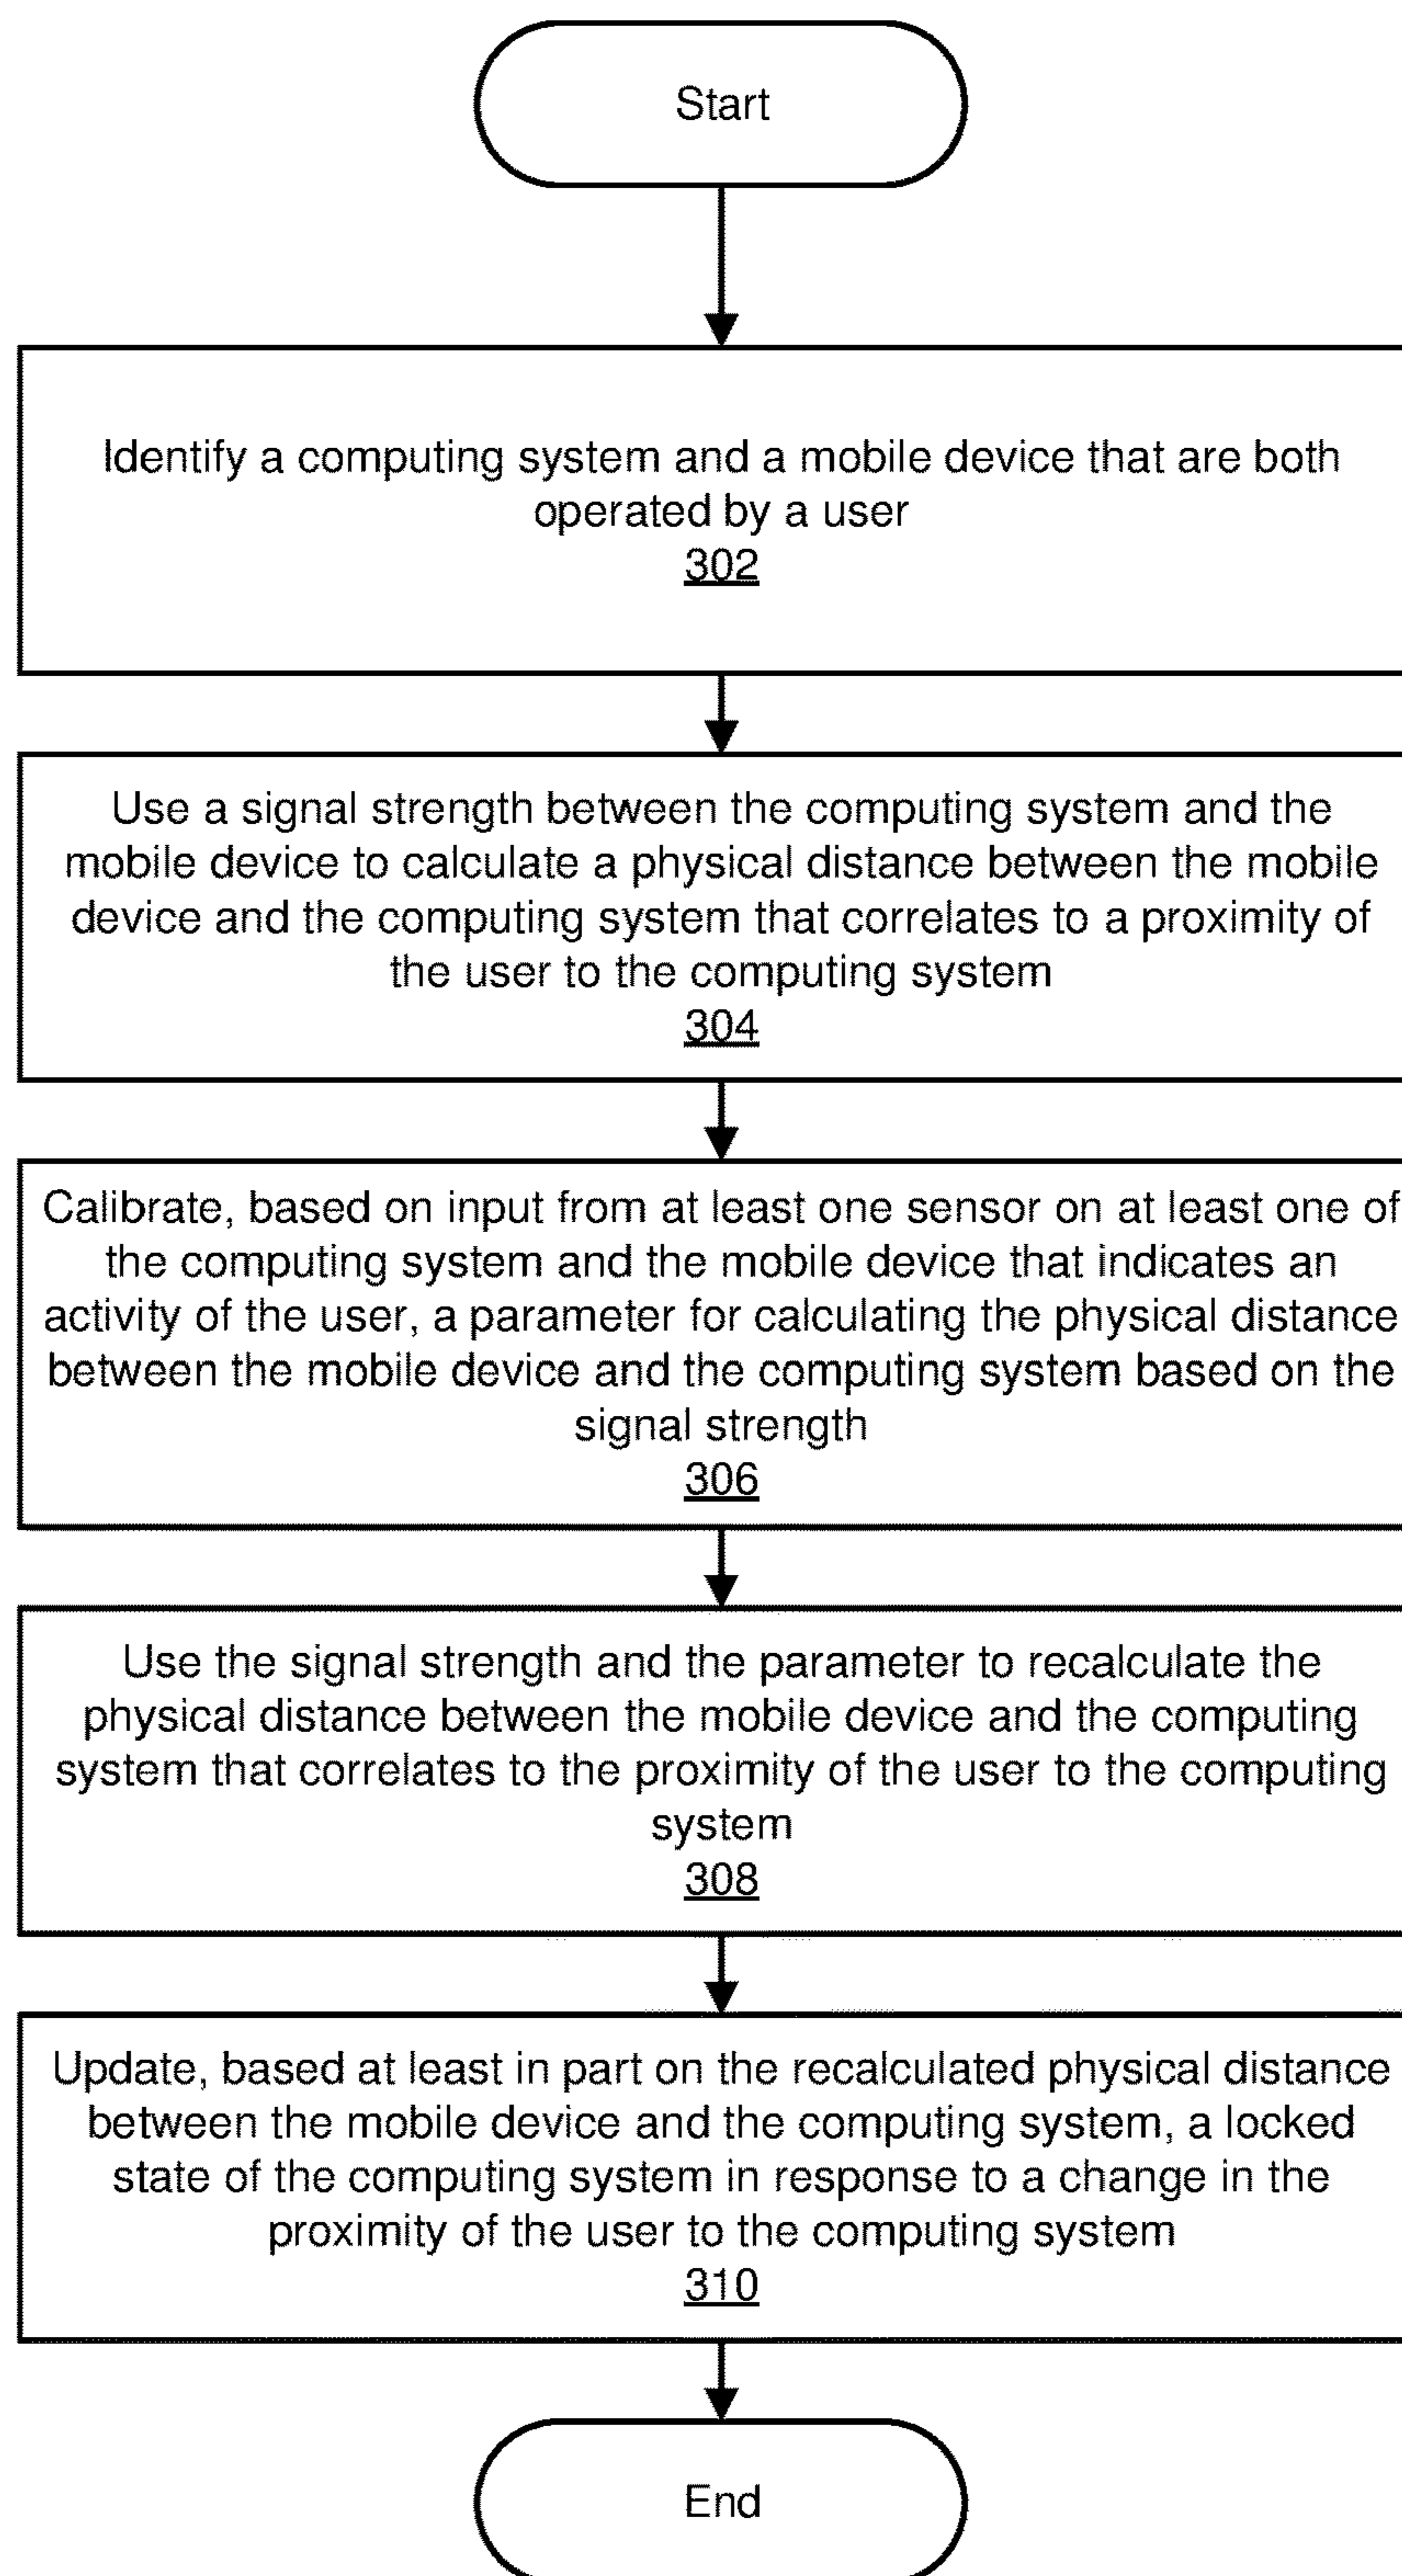 Start
Identify a computing system and a mobile device that are both
operated by a user
302
Use a signal strength between the computing system and the
mobile device to calculate a physical distance between the mobile
device and the computing system that correlates to a proximity of
the user to the computing system
304
Calibrate, based on input from at least one sensor on at least one of
the computing system and the mobile device that indicates an
activity of the user, a parameter for calculating the physical distance
between the mobile device and the computing system based on the
signal strength
306
Use the signal strength and the parameter to recalculate the
physical distance between the mobile device and the computing
system that correlates to the proximity of the user to the computing
system
308
Update, based at least in part on the recalculated physical distance
between the mobile device and the computing system, a locked
state of the computing system in response to a change in the
proximity of the user to the computing system
310
End